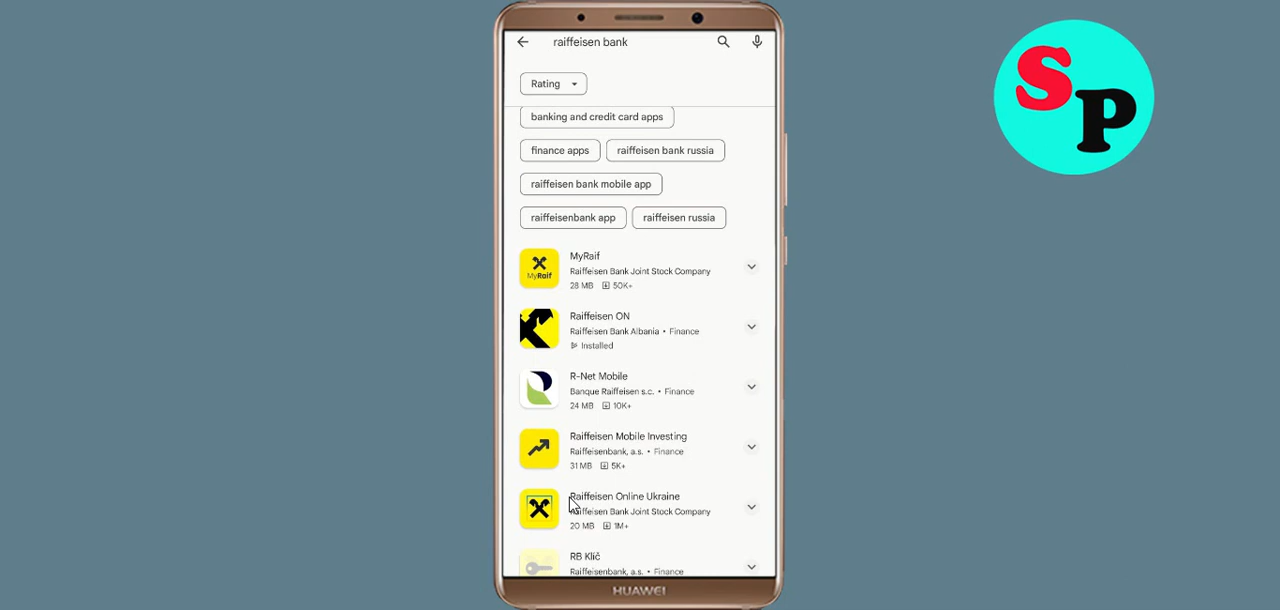 raiffeisen bank
SP
Rating
banking and credit card apps
finance apps
raiffeisen bank russia
raiffeisen bank mobile app
raiffeisenbank app
raiffeisen russia
MyRaif
MyRaif
Raiffeisen Bank Joint Stock Company
28 MB 50K+
Raiffeisen ON
Raiffeisen Bank Albania • Finance
Installed
R-Net Mobile
Banque Raiffeisen s.c. • Finance
24 MB 10K+
Raiffeisen Mobile Investing
Raiffeisenbank, a.s. • Finance
31 MB 5K+
Raiffeisen Online Ukraine
Raiffeisen Bank Joint Stock Company
20 MB 1M+
RB Klíč
Raiffeisenbank, a.s. • Finance
HUAWEI